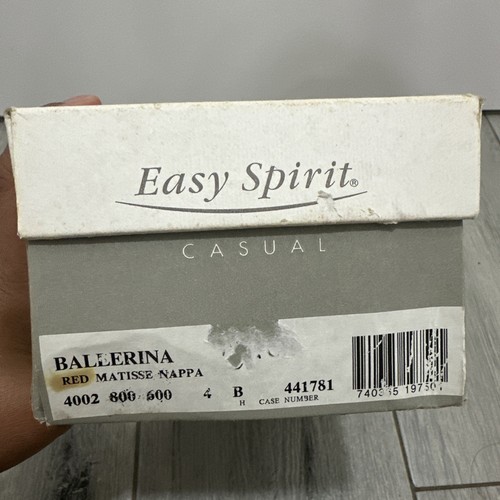 Easy Spirit®
CASUAL
BALLERINA
RED MATISSE NAPPA
4002 800 600 4 B 441781
H CASE NUMBER